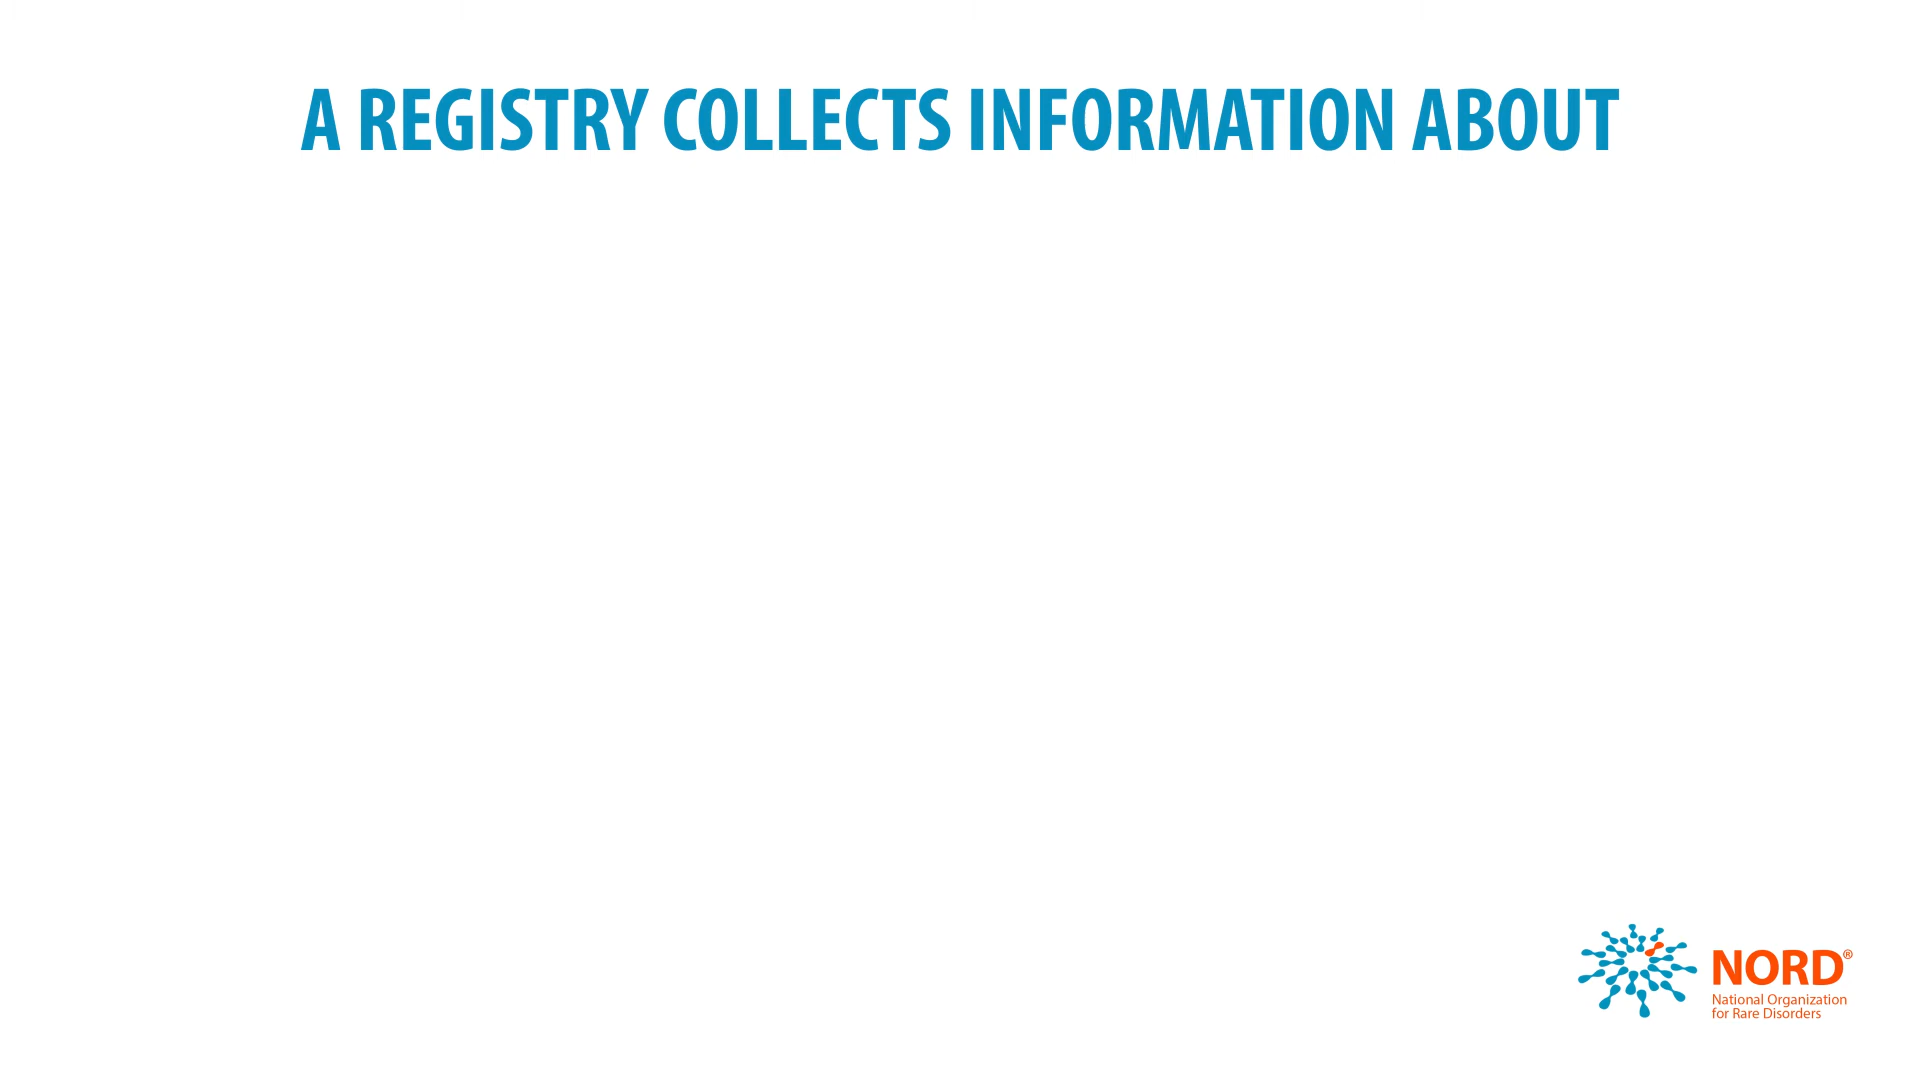 A REGISTRY COLLECTS INFORMATION ABOUT
NORD®
National Organization
for Rare Disorders